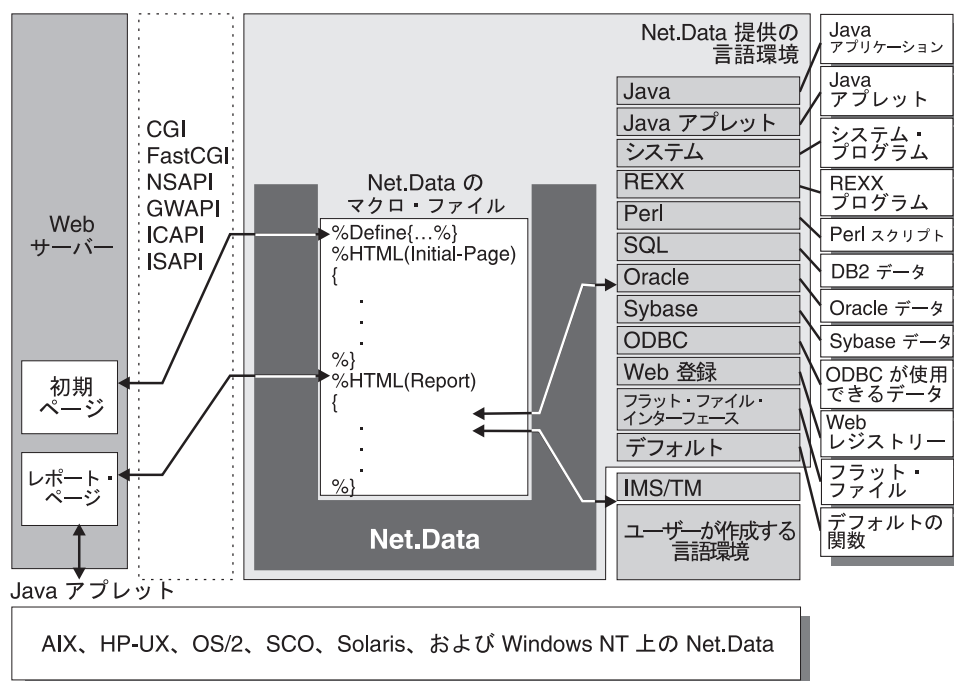 Web
サーバー
初期
ページ
レポート・
ページ
Java アプレット
CGI
FastCGI
NSAPI
GWAPI
ICAPI
ISAPI
Net.Data の
マクロ・ファイル
%Define{...%}
%HTML(Initial-Page)
{
.
.
.
%}
%HTML(Report)
{
.
.
.
%}
Net.Data
Net.Data 提供の
言語環境
Java
Java アプレット
システム
REXX
Perl
SQL
Oracle
Sybase
ODBC
Web 登録
フラット・ファイル・
インターフェース
デフォルト
IMS/TM
ユーザーが作成する
言語環境
Java
アプリケーション
Java
アプレット
システム・
プログラム
REXX
プログラム
Perl スクリプト
DB2 データ
Oracle データ
Sybase データ
ODBC が使用
できるデータ
Web
レジストリー
フラット・
ファイル
デフォルトの
関数
AIX、HP-UX、OS/2、SCO、Solaris、および Windows NT 上の Net.Data